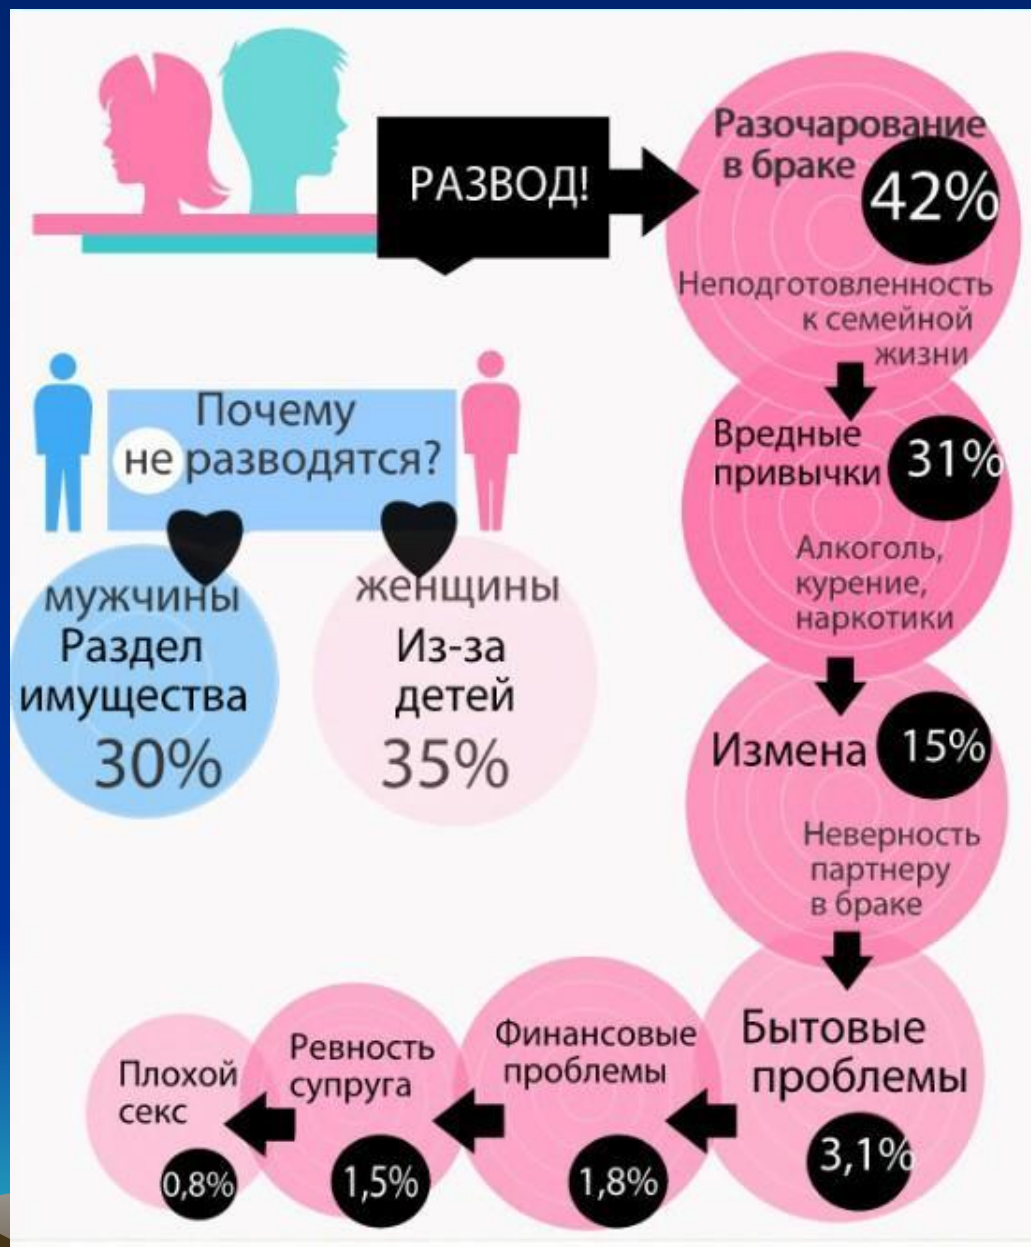 РАЗВОД!
Разочарование
в браке
42%
Неподготовленность
к семейной
жизни
Вредные
привычки
31%
Алкоголь,
курение,
наркотики
Измена
15%
Неверность
партнеру
в браке
Бытовые
проблемы
3,1%
Финансовые
проблемы
1,8%
Ревность
супруга
1,5%
Плохой
секс
0,8%
Почему
не разводятся?
мужчины
Раздел
имущества
30%
женщины
Из-за
детей
35%